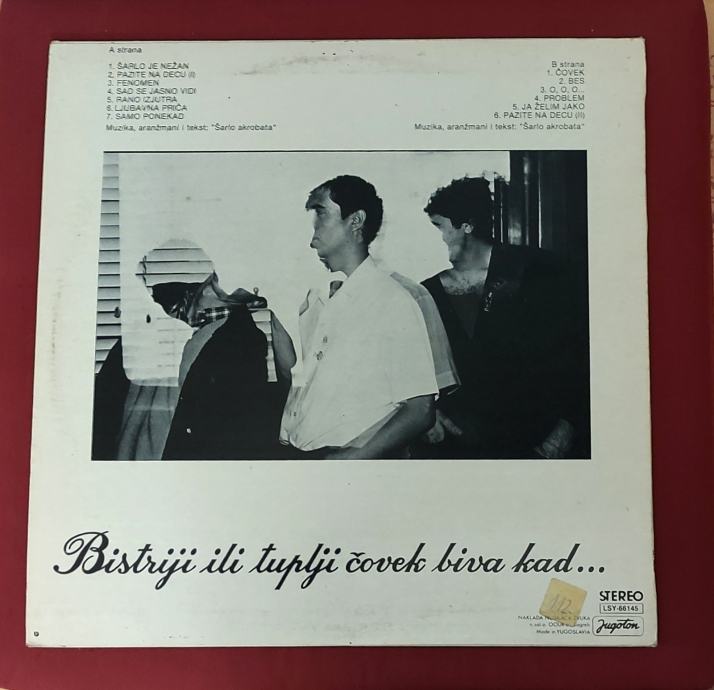 A strana
1. ŠARLO JE NEŽAN
2. PAZITE NA DECU (I)
3. FENOMEN
4. SAD SE JASNO VIDI
5. RANO IZJUTRA
6. LJUBAVNA PRIČA
7. SAMO PONEKAD
Muzika, aranžmani i tekst: "Šarlo akrobata"
B strana
1. ČOVEK
2. BES
3. O, O, O...
4. PROBLEM
5. JA ŽELIM JAKO
6. PAZITE NA DECU (II)
Muzika, aranžmani i tekst: "Šarlo akrobata"
Bistriji ili tuplji čovek biva kad...
112
STEREO
LSY-66145
Jugoton
NAKLADA
Made in YUGOSLAVIA